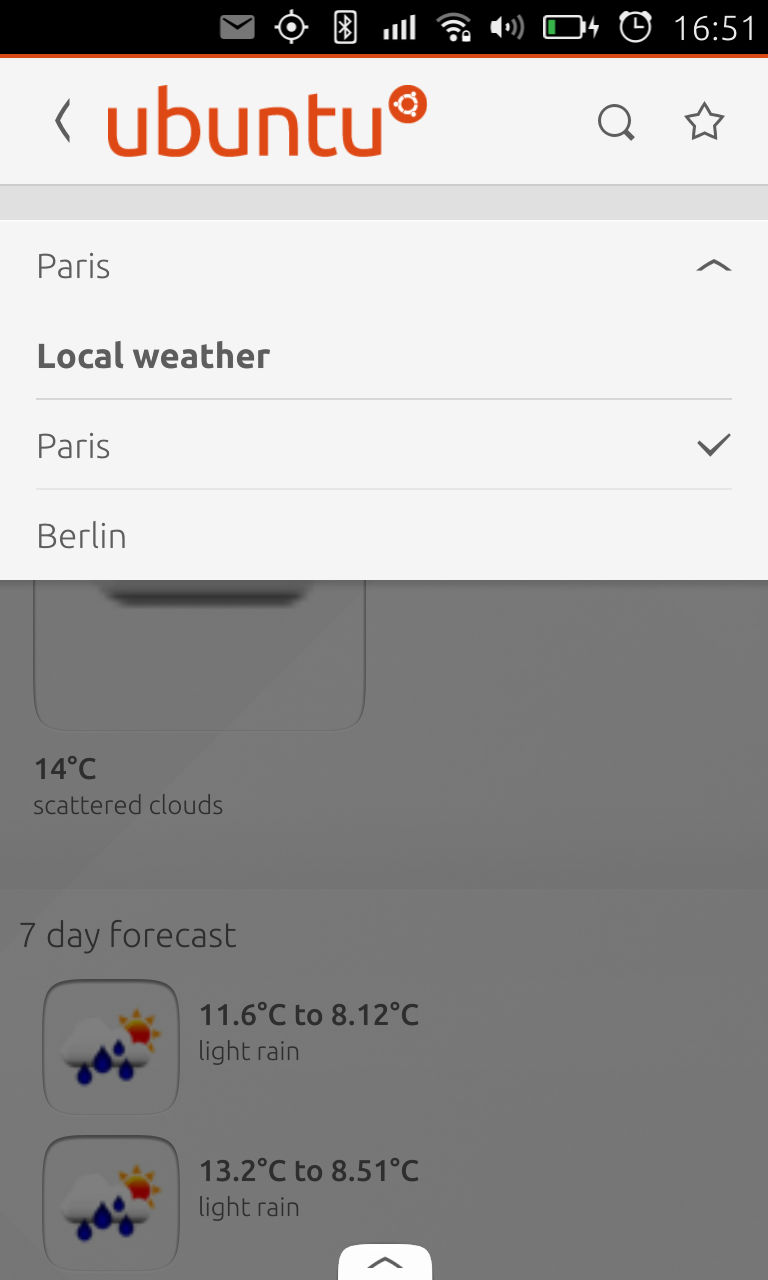 16:51
ubuntu
Paris
Local weather
Paris
Berlin
14°C
scattered clouds
7 day forecast
11.6°C to 8.12°C
light rain
13.2°C to 8.51°C
light rain